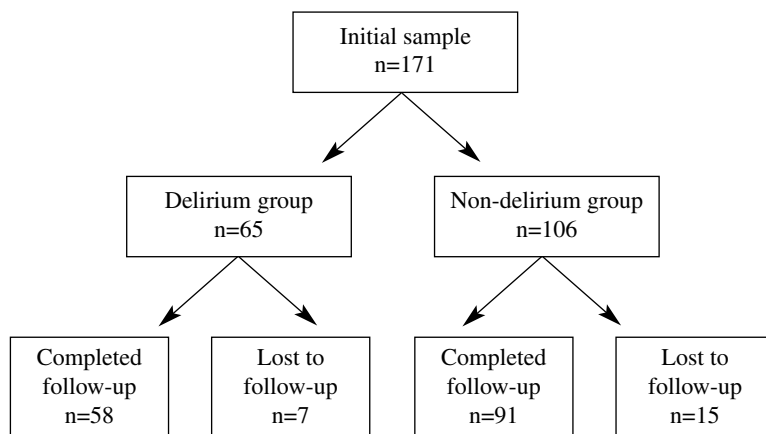 Initial sample
n=171
Delirium group
n=65
Non-delirium group
n=106
Completed
follow-up
n=58
Lost to
follow-up
n=7
Completed
follow-up
n=91
Lost to
follow-up
n=15